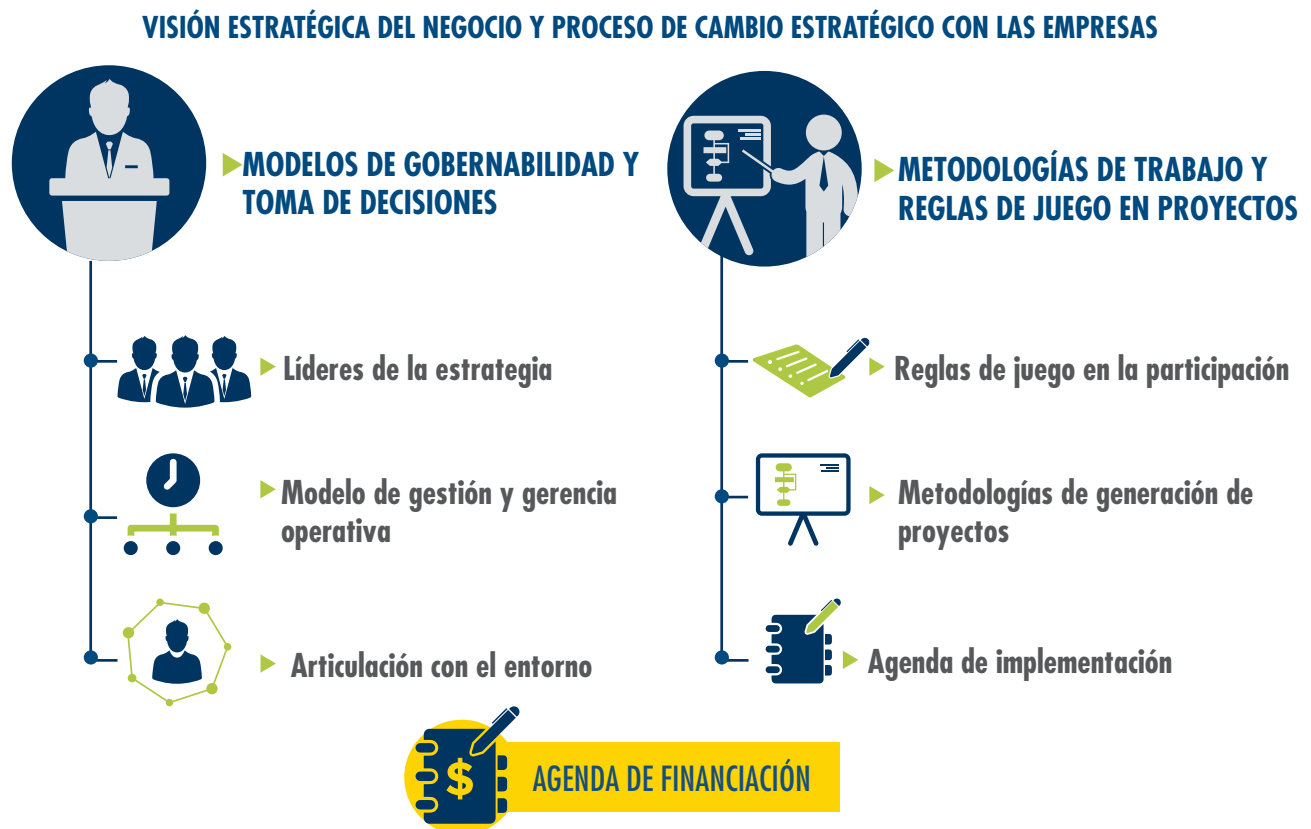 VISIÓN ESTRATÉGICA DEL NEGOCIO Y PROCESO DE CAMBIO ESTRATÉGICO CON LAS EMPRESAS
MODELOS DE GOBERNABILIDAD Y
TOMA DE DECISIONES
Líderes de la estrategia
Modelo de gestión y gerencia
operativa
Articulación con el entorno
METODOLOGÍAS DE TRABAJO Y
REGLAS DE JUEGO EN PROYECTOS
Reglas de juego en la participación
Metodologías de generación de
proyectos
Agenda de implementación
$
AGENDA DE FINANCIACIÓN